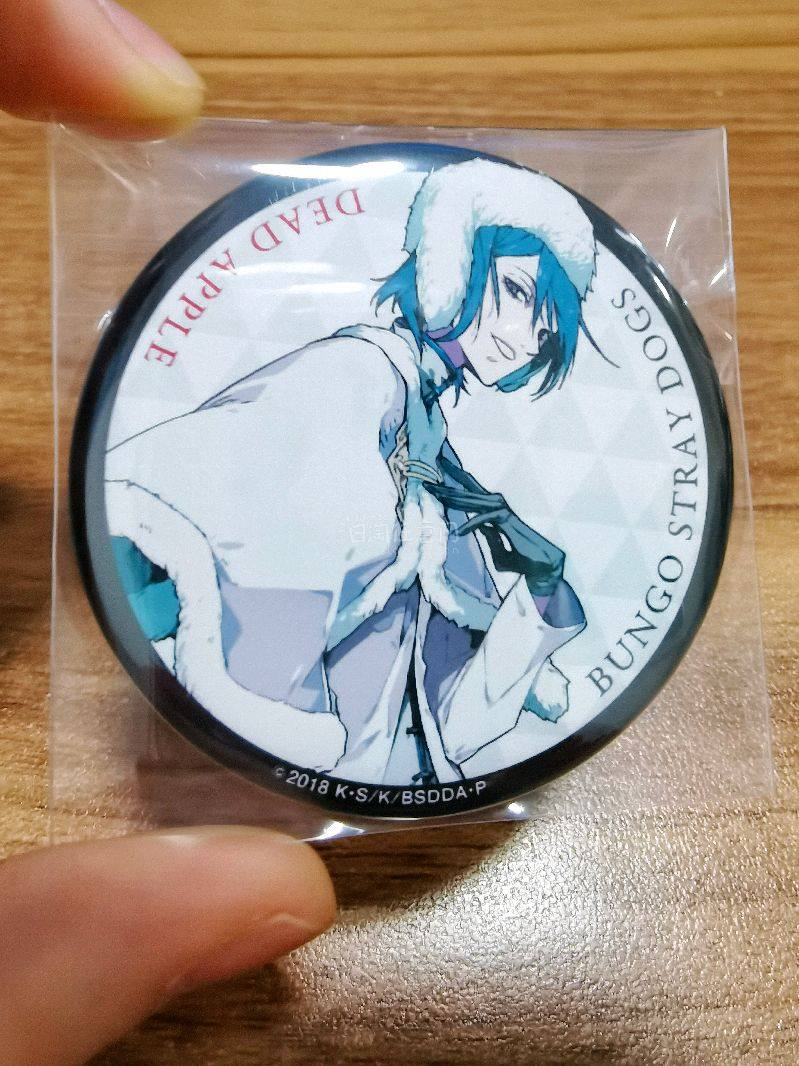 DEAD APPLE
BUNGO STRAY DOGS
©2018 K・S/K/BSDDA・P